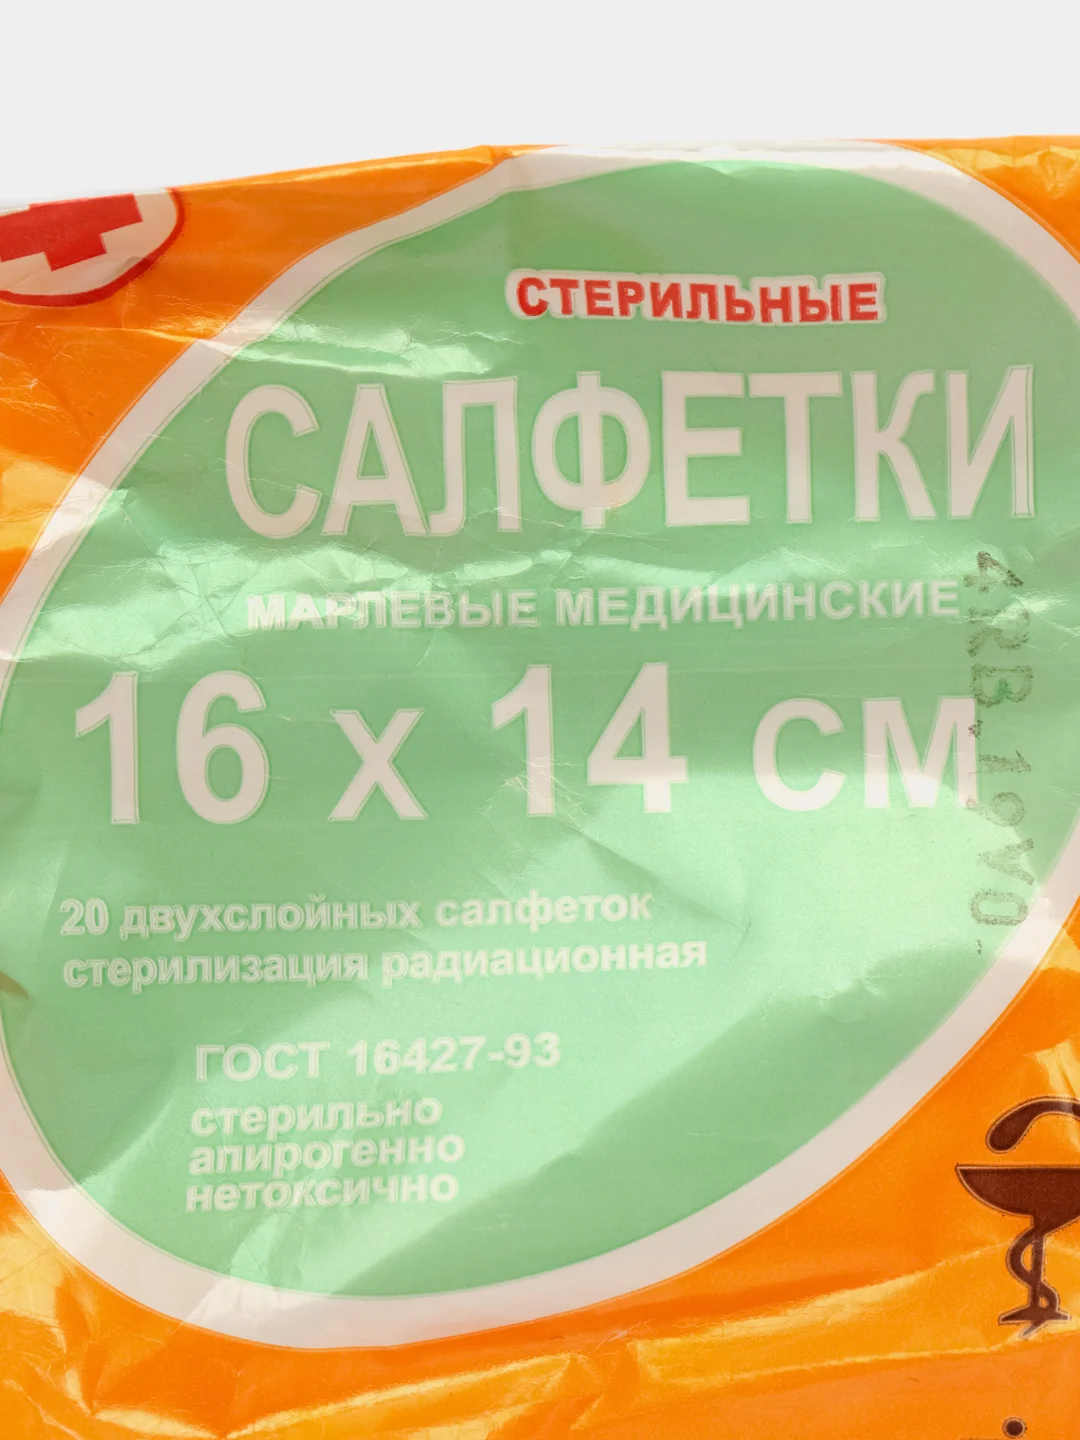 СТЕРИЛЬНЫЕ
САЛФЕТКИ
МАРЛЕВЫЕ МЕДИЦИНСКИЕ
16 х 14 см
20 двухслойных салфеток
стерилизация радиационная
ГОСТ 16427-93
стерильно
апирогенно
нетоксично